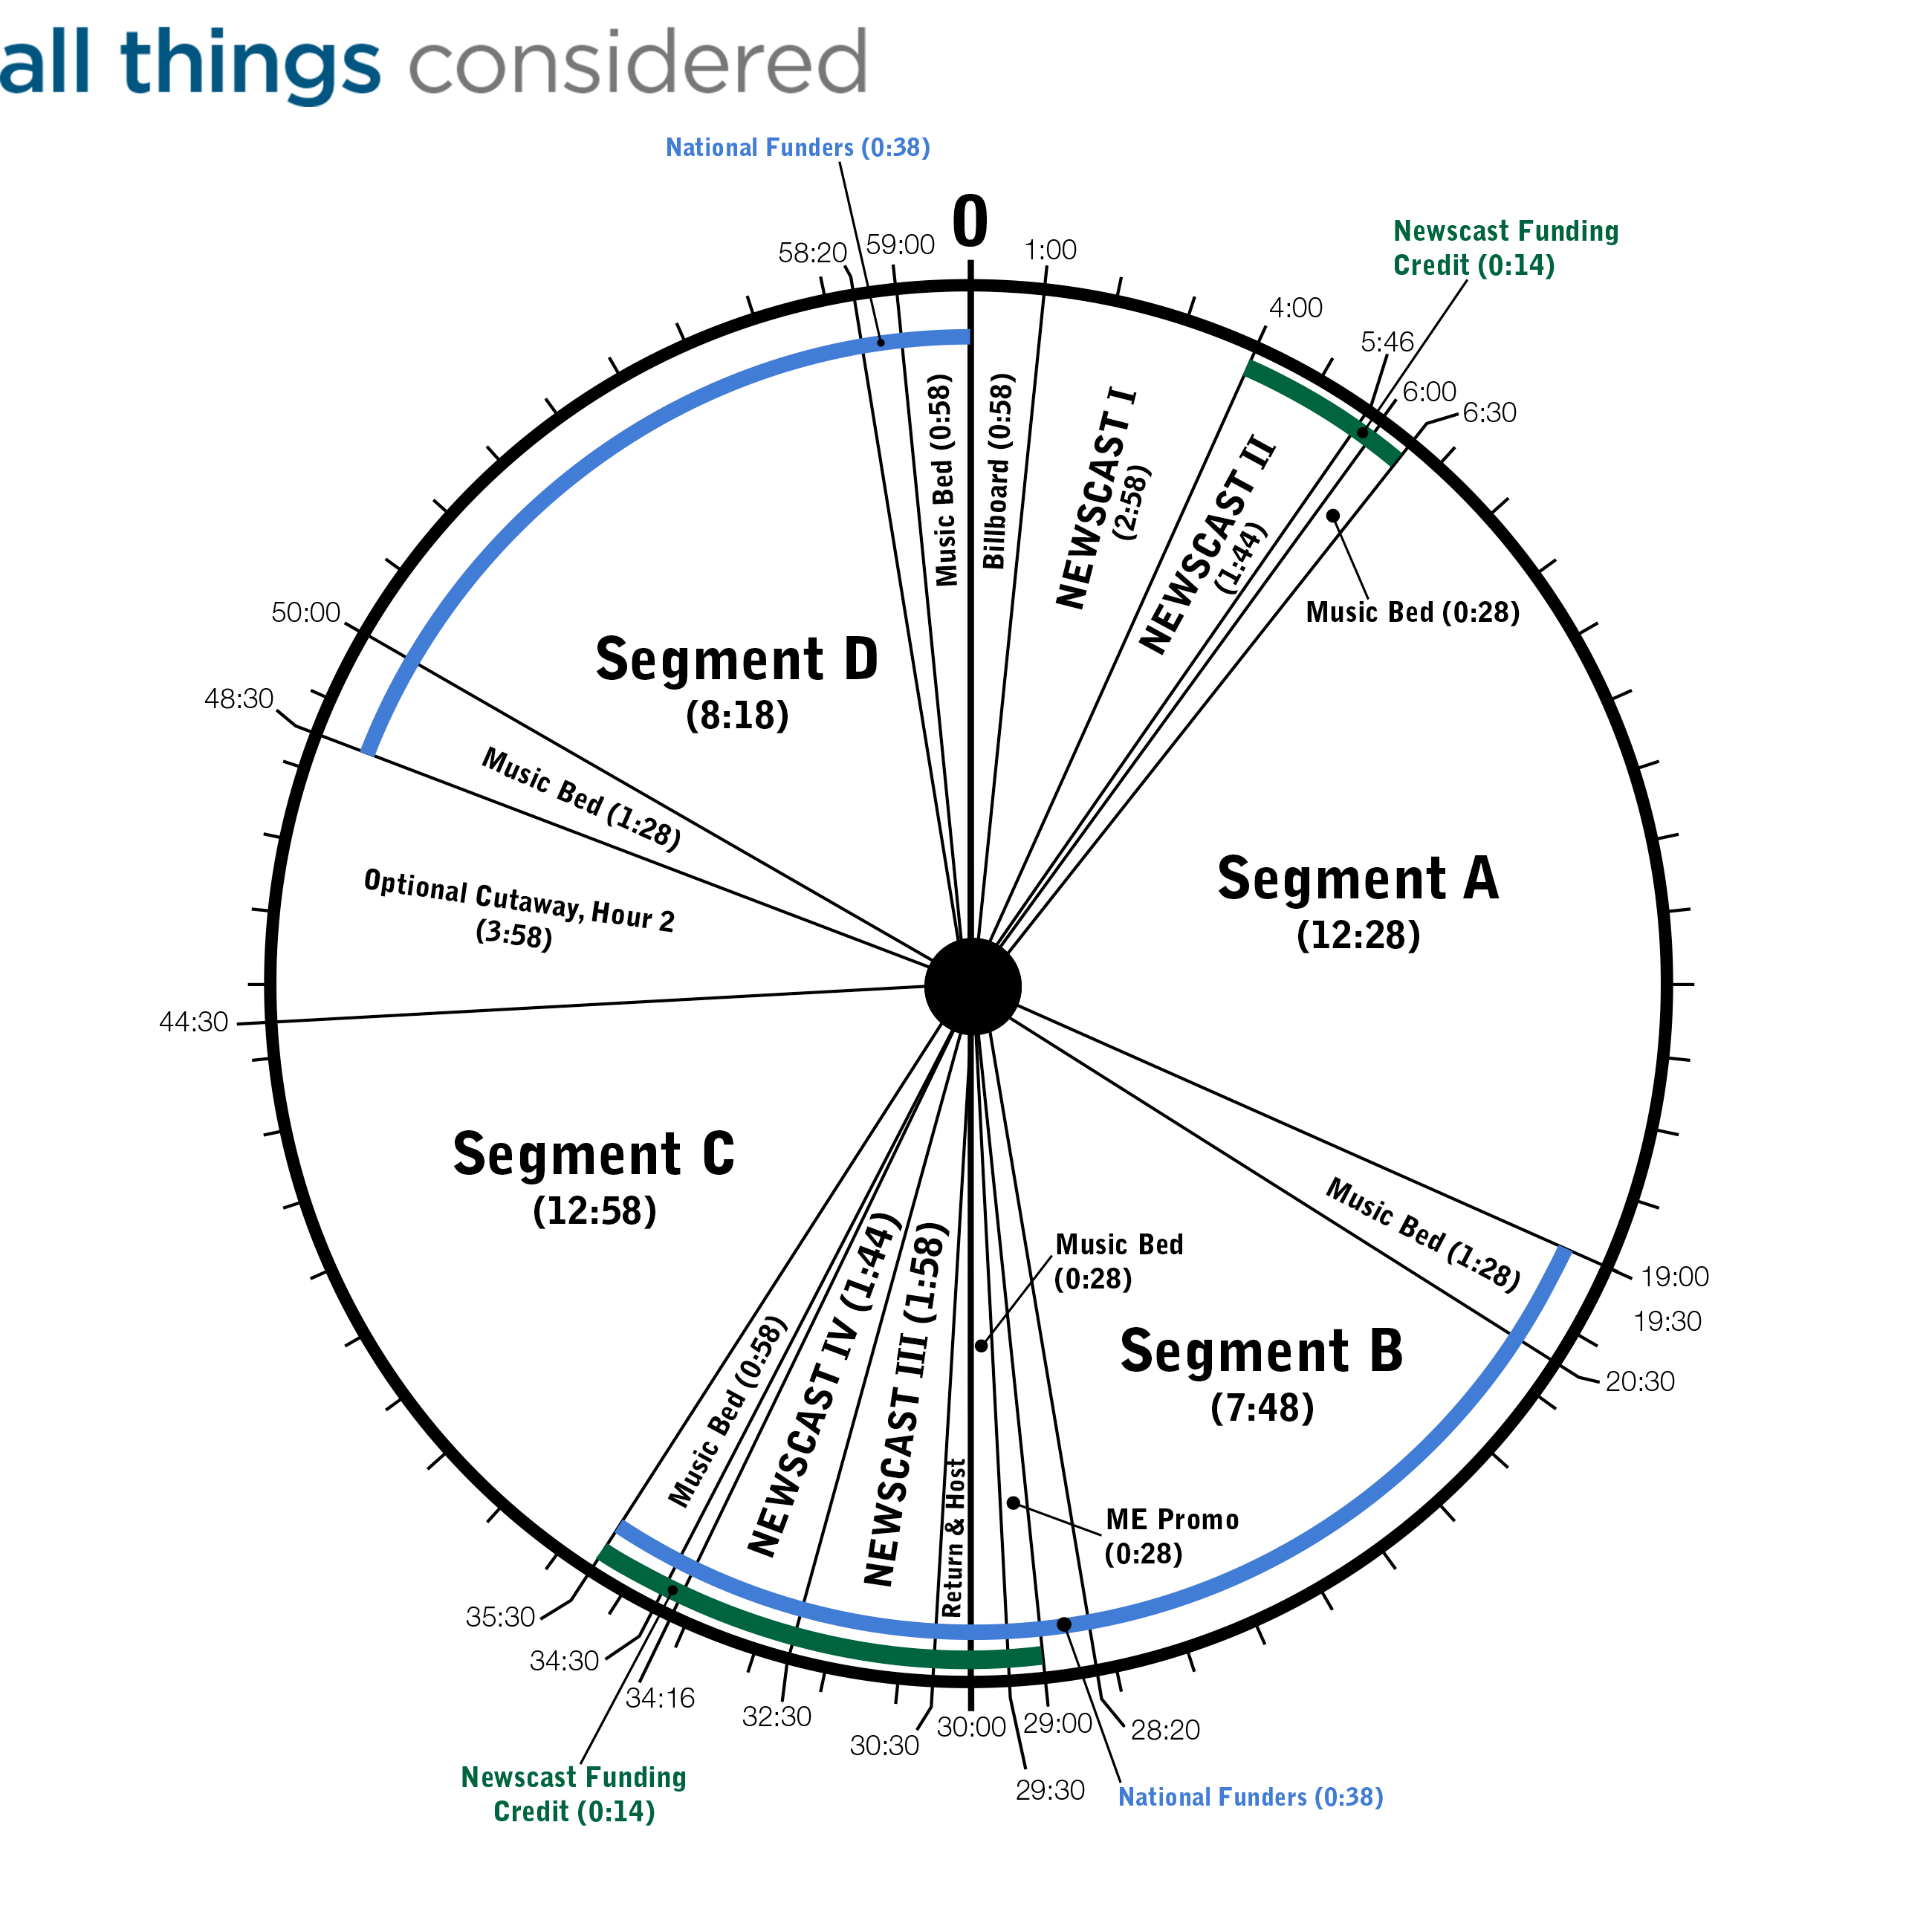 all things considered
National Funders (0:38)
0
58:20
59:00
1:00
Newscast Funding
Credit (0:14)
4:00
5:46
6:00
6:30
Music Bed (0:58)
Billboard (0:58)
NEWSCAST I
(2:58)
NEWSCAST II
(1:44)
Music Bed (0:28)
50:00
48:30
Segment D
(8:18)
Music Bed (1:28)
Optional Cutaway, Hour 2
(3:58)
Segment A
(12:28)
44:30
Segment C
(12:58)
Music Bed (1:28)
19:00
19:30
20:30
Music Bed
(0:28)
Segment B
(7:48)
Music Bed (0:58)
NEWSCAST IV (1:44)
NEWSCAST III (1:58)
Return & Host
ME Promo
(0:28)
35:30
34:30
34:16
32:30
30:30
30:00
29:00
28:20
29:30
Newscast Funding
Credit (0:14)
National Funders (0:38)